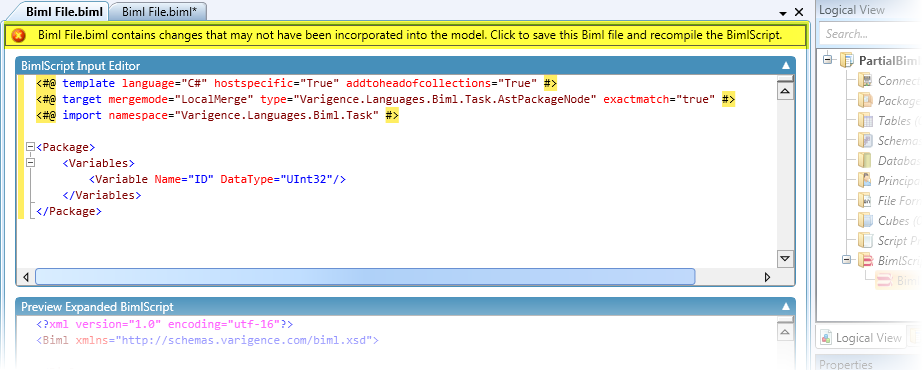 Biml File.biml
Biml File.biml*
Logical View
Biml File.biml contains changes that may not have been incorporated into the model. Click to save this Biml file and recompile the BimlScript.
Search...
BimlScript Input Editor
<#@ template language="C#" hostspecific="True" addtoheadofcollections="True" #>
<#@ target mergemode="LocalMerge" type="Varigence.Languages.Biml.Task.AstPackageNode" exactmatch="true" #>
<#@ import namespace="Varigence.Languages.Biml.Task" #>
<Package>
<Variables>
<Variable Name="ID" DataType="UInt32"/>
</Variables>
</Package>
PartialBiml
Connec
Package
Tables (
Schema
Databa
Principa
File For
Cubes (
Script P
BimlScri
Bim
Preview Expanded BimlScript
<?xml version="1.0" encoding="utf-16"?>
<Biml xmlns="http://schemas.varigence.com/biml.xsd">
Logical View
Properties